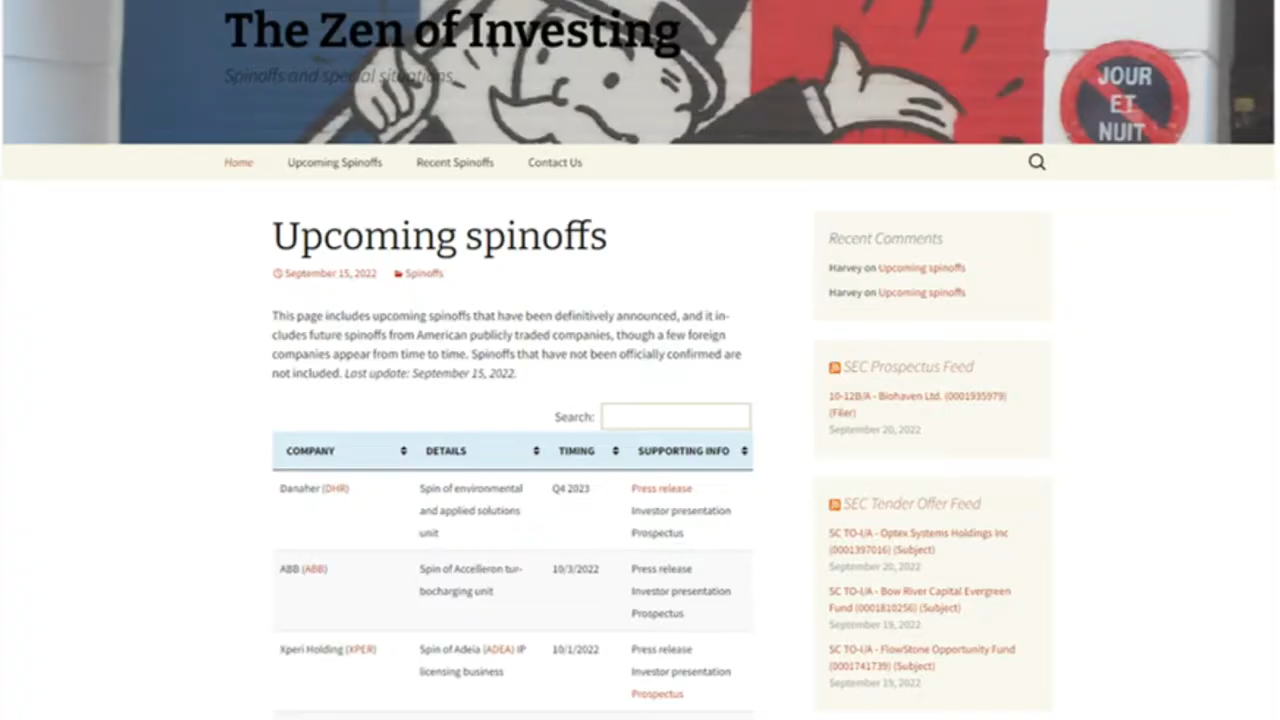 The Zen of Investing
Spinoffs and special situations
JOUR
ET
NUIT
Home
Upcoming Spinoffs
Recent Spinoffs
Contact Us
Upcoming spinoffs
September 15, 2022
Spinoffs
This page includes upcoming spinoffs that have been definitively announced, and it in-
cludes future spinoffs from American publicly traded companies, though a few foreign
companies appear from time to time. Spinoffs that have not been officially confirmed are
not included. Last update: September 15, 2022.
Search:
COMPANY DETAILS TIMING SUPPORTING INFO
Danaher (DHR) Spin of environmental Q4 2023 Press release
and applied solutions Investor presentation
unit Prospectus
ABB (ABB) Spin of Accelleron tur- 10/3/2022 Press release
bocharging unit Investor presentation
Prospectus
Xperi Holding (XPER) Spin of Adeia (ADEA) IP 10/1/2022 Press release
licensing business Investor presentation
Prospectus
Recent Comments
Harvey on Upcoming spinoffs
Harvey on Upcoming spinoffs
SEC Prospectus Feed
10-12B/A - Biohaven Ltd. (0001935979)
(Filer)
September 20, 2022
SEC Tender Offer Feed
SC TO-I/A - Optex Systems Holdings Inc
(0001397016) (Subject)
September 20, 2022
SC TO-I/A - Bow River Capital Evergreen
Fund (0001810256) (Subject)
September 19, 2022
SC TO-I/A - FlowStone Opportunity Fund
(0001741739) (Subject)
September 19, 2022